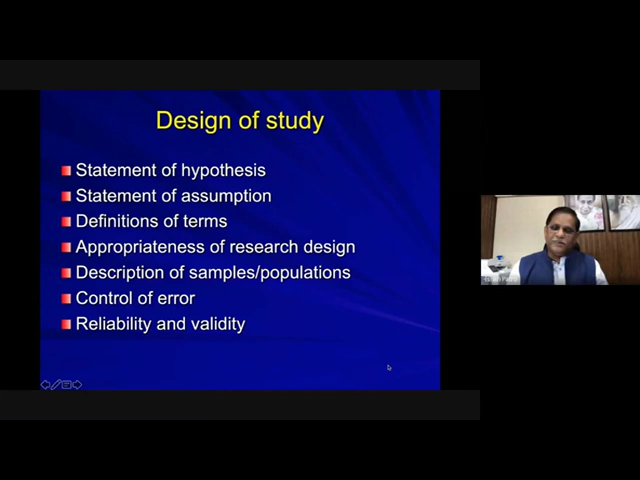 Design of study
Statement of hypothesis
Statement of assumption
Definitions of terms
Appropriateness of research design
Description of samples/populations
Control of error
Reliability and validity